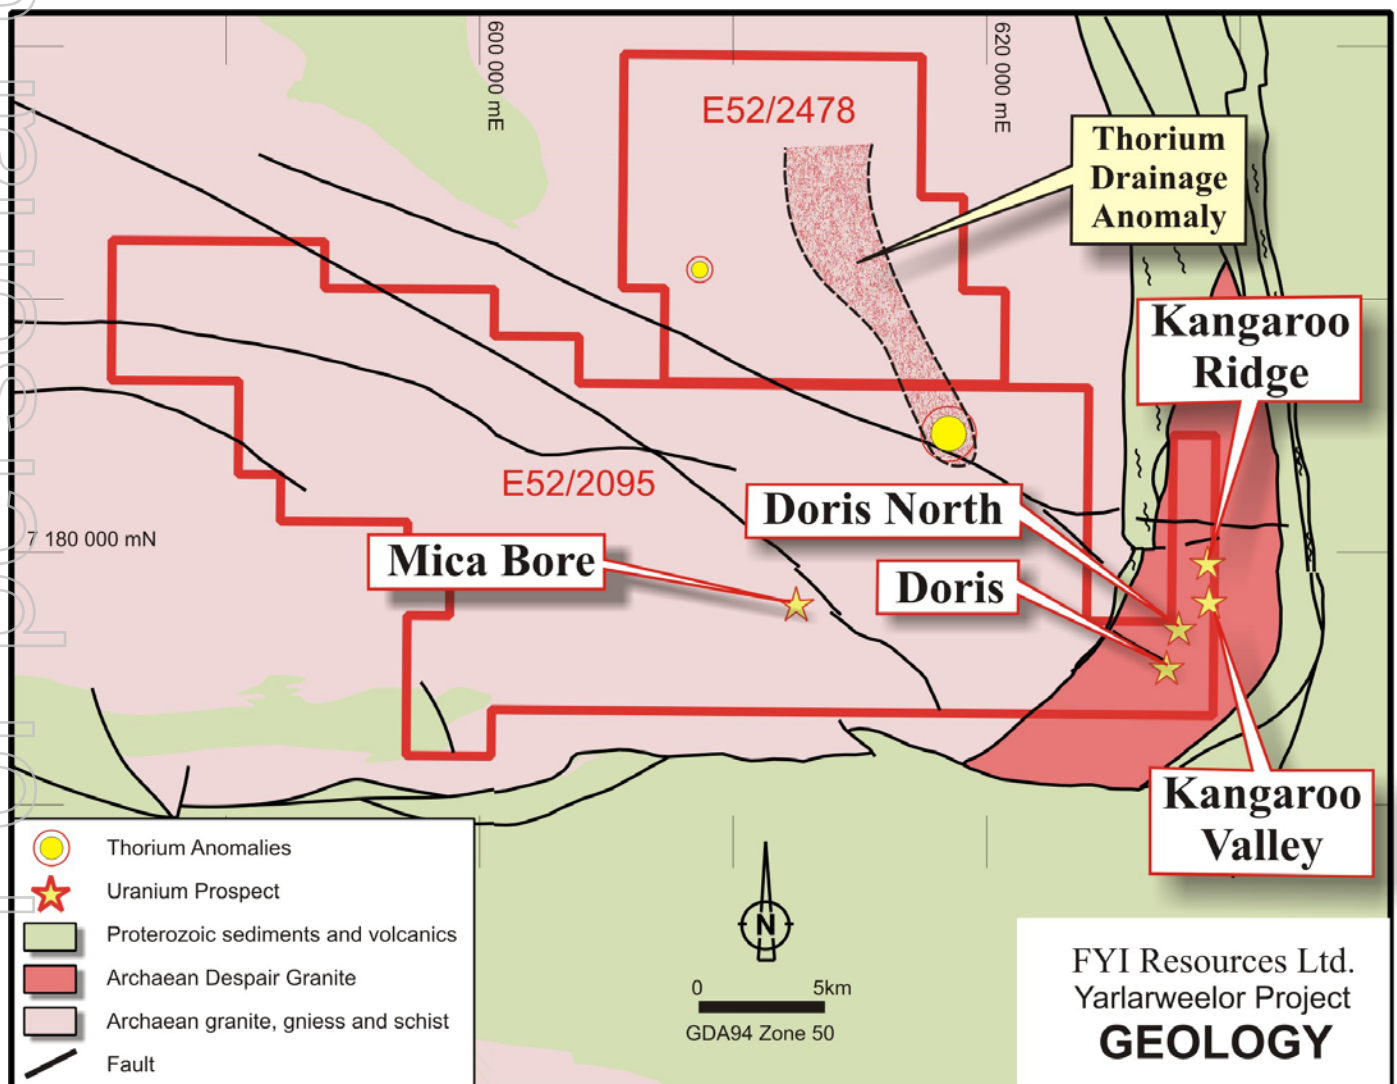 600 000 mE
620 000 mE
E52/2478
Thorium
Drainage
Anomaly
Kangaroo
Ridge
E52/2095
Doris North
7 180 000 mN
Mica Bore
Doris
Kangaroo
Valley
Thorium Anomalies
Uranium Prospect
Proterozoic sediments and volcanics
Archaean Despair Granite
Archaean granite, gniess and schist
Fault
N
0 5km
GDA94 Zone 50
FYI Resources Ltd.
Yarlarweelor Project
GEOLOGY